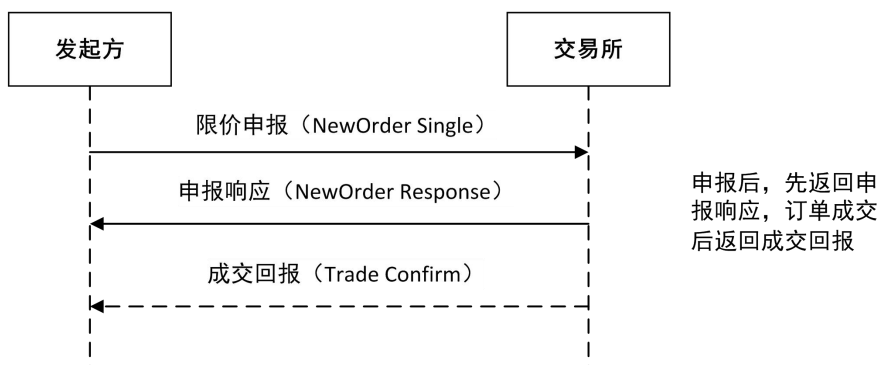 发起方
交易所
限价申报（NewOrder Single）
申报响应（NewOrder Response）
申报后，先返回申
报响应，订单成交
后返回成交回报
成交回报（Trade Confirm）